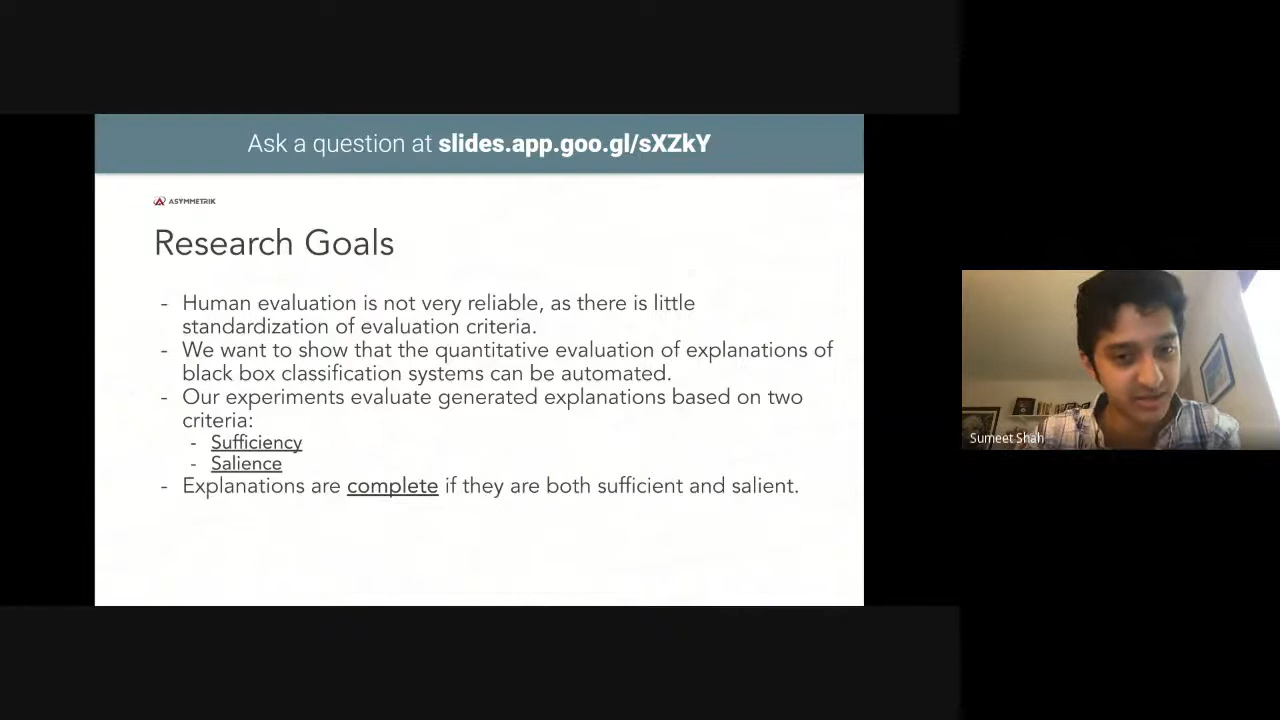 Ask a question at slides.app.goo.gl/sXZkY
ASYMMETRIK
Research Goals
- Human evaluation is not very reliable, as there is little
standardization of evaluation criteria.
- We want to show that the quantitative evaluation of explanations of
black box classification systems can be automated.
- Our experiments evaluate generated explanations based on two
criteria:
- Sufficiency
- Salience
- Explanations are complete if they are both sufficient and salient.
Sumeet Shah